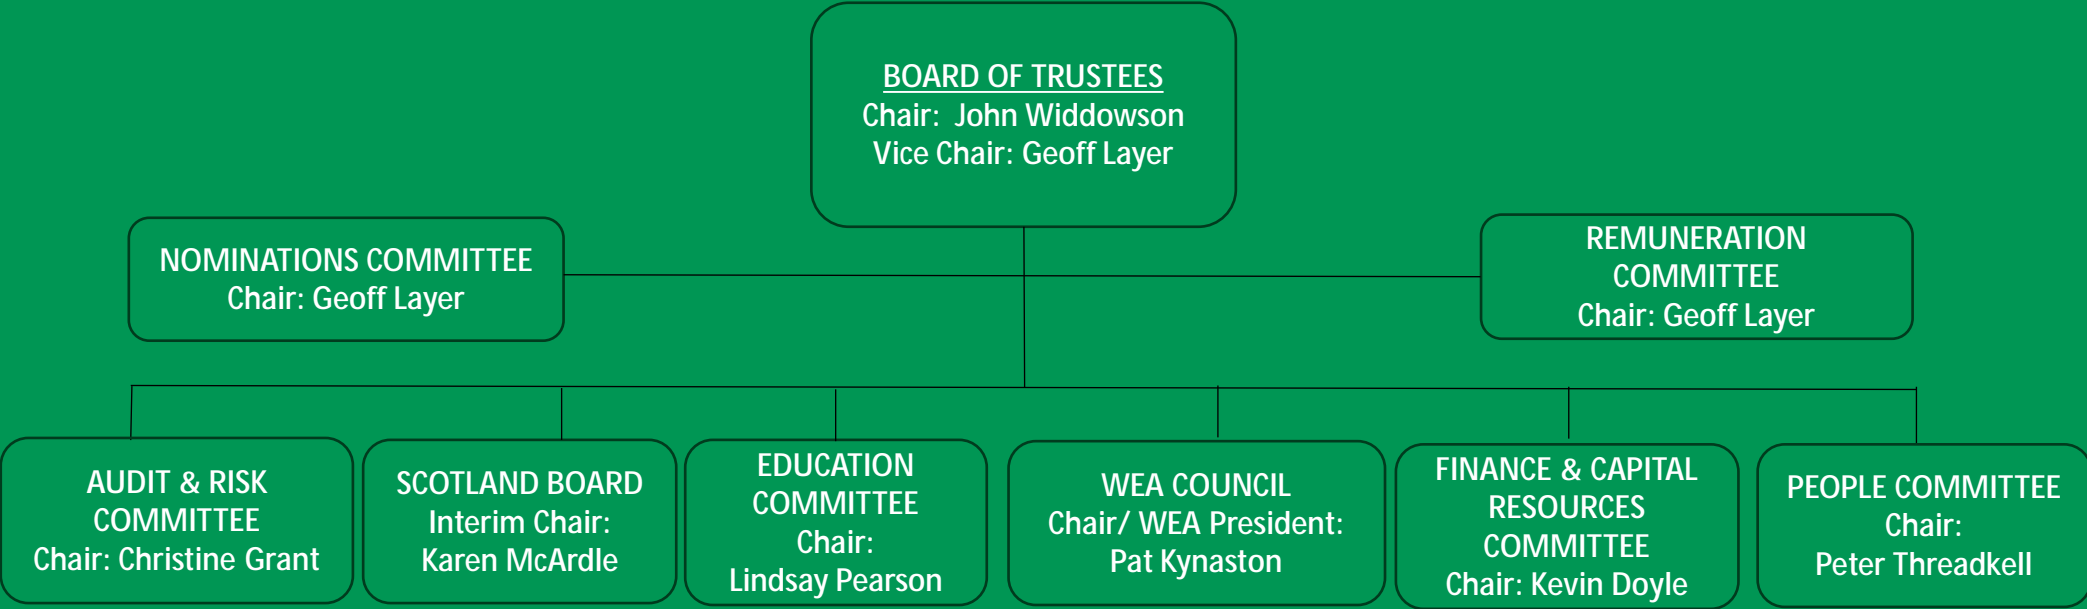 BOARD OF TRUSTEES
Chair: John Widdowson
Vice Chair: Geoff Layer
NOMINATIONS COMMITTEE
Chair: Geoff Layer
REMUNERATION
COMMITTEE
Chair: Geoff Layer
AUDIT & RISK
COMMITTEE
Chair: Christine Grant
SCOTLAND BOARD
Interim Chair:
Karen McArdle
EDUCATION
COMMITTEE
Chair:
Lindsay Pearson
WEA COUNCIL
Chair/ WEA President:
Pat Kynaston
FINANCE & CAPITAL
RESOURCES
COMMITTEE
Chair: Kevin Doyle
PEOPLE COMMITTEE
Chair:
Peter Threadkell